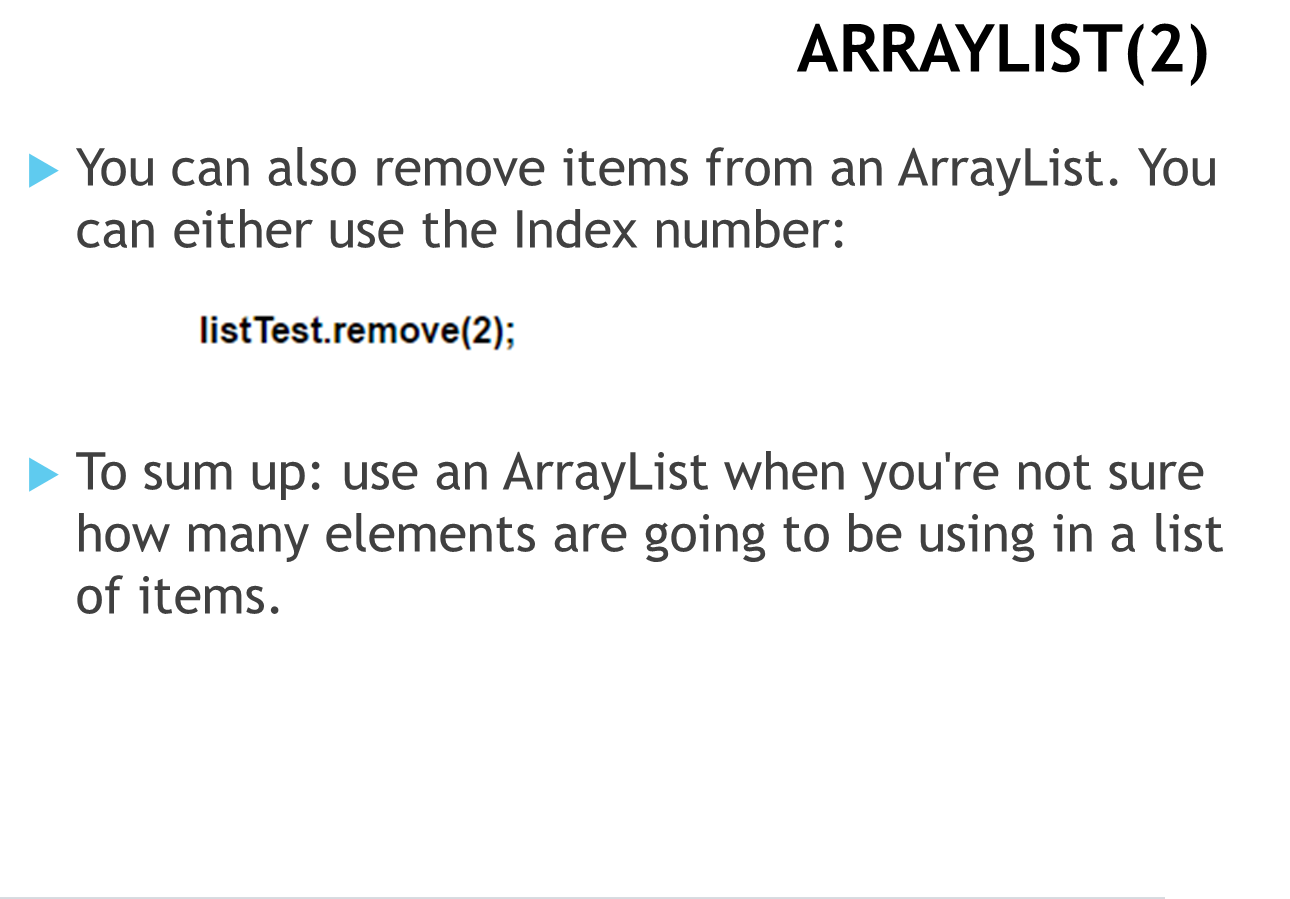 ARRAYLIST(2)
You can also remove items from an ArrayList. You
can either use the Index number:
listTest.remove(2);
To sum up: use an ArrayList when you're not sure
how many elements are going to be using in a list
of items.